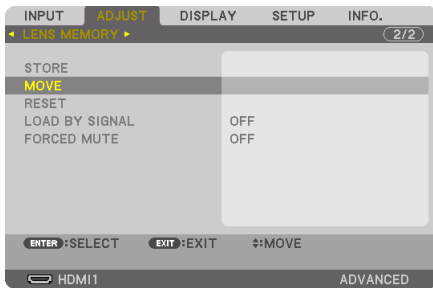 INPUT ADJUST DISPLAY SETUP INFO.
LENS MEMORY 2/2
STORE
MOVE
RESET
LOAD BY SIGNAL OFF
FORCED MUTE OFF
ENTER:SELECT EXIT:EXIT :MOVE
HDMI1 ADVANCED